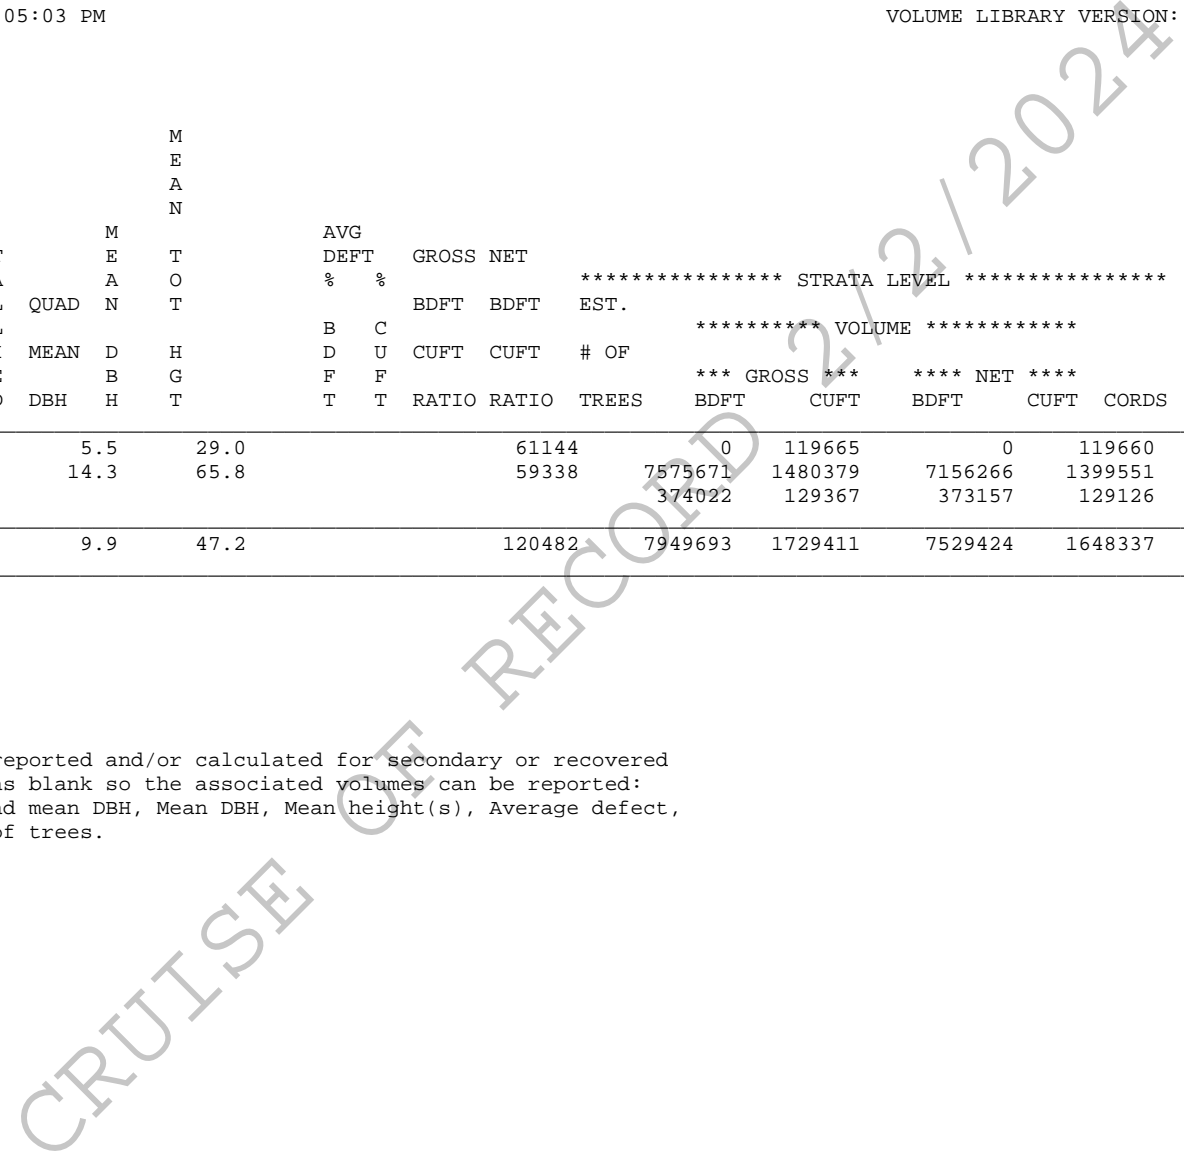 05:03 PM VOLUME LIBRARY VERSION:
M
E
A
N
M AVG
T E T DEFT GROSS NET
A A O % % **************** STRATA LEVEL ****************
L QUAD N T BDFT BDFT EST.
L B C ********** VOLUME ************
MEAN D H D U CUFT CUFT # OF
E B G F F *** GROSS *** **** NET ****
D DBH H T T T RATIO RATIO TREES BDFT CUFT BDFT CUFT CORDS
5.5 29.0 61144 0 119665 0 119660
14.3 65.8 59338 7575671 1480379 7156266 1399551
374022 129367 373157 129126
9.9 47.2 120482 7949693 1729411 7529424 1648337
reported and/or calculated for secondary or recovered
as blank so the associated volumes can be reported:
mean DBH, Mean DBH, Mean height(s), Average defect,
of trees.
CRUISE OF RECORD 2/2/2024